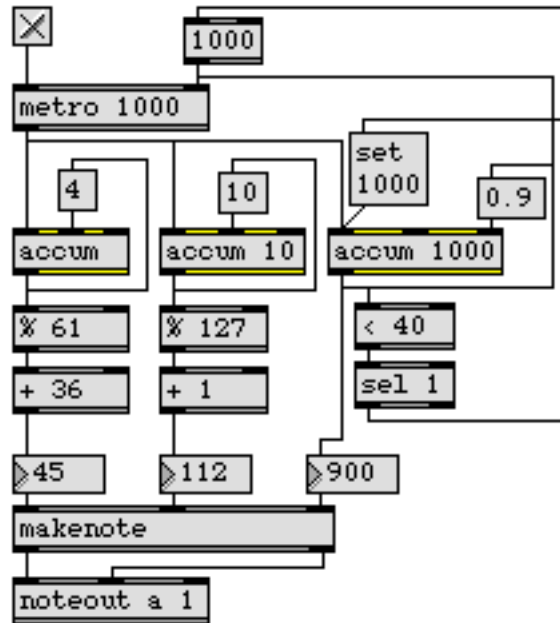 1000
metro 1000
set
1000
4
10
0.9
accum
accum 10
accum 1000
% 61
% 127
< 40
+ 36
+ 1
sel 1
45
112
900
makenote
noteout a 1